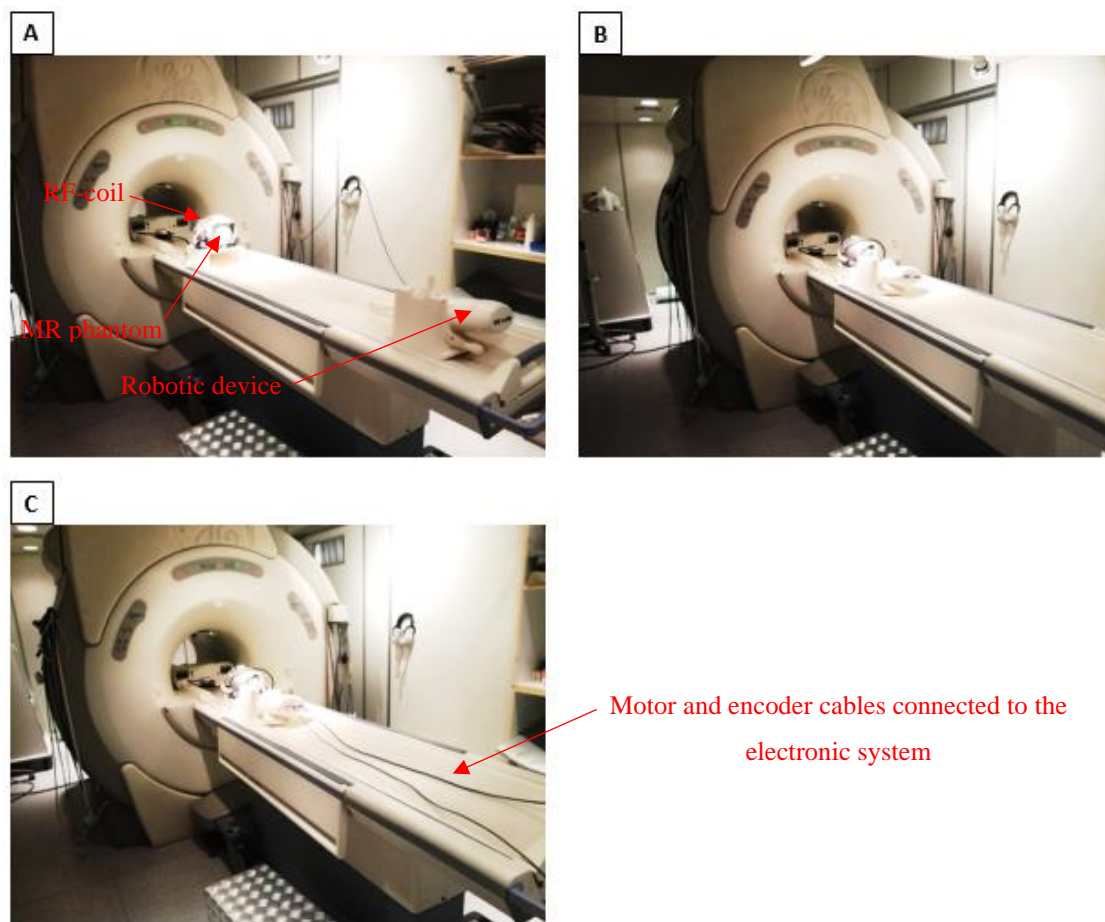 A
B
RF-coil
MR phantom
Robotic device
C
Motor and encoder cables connected to the
electronic system